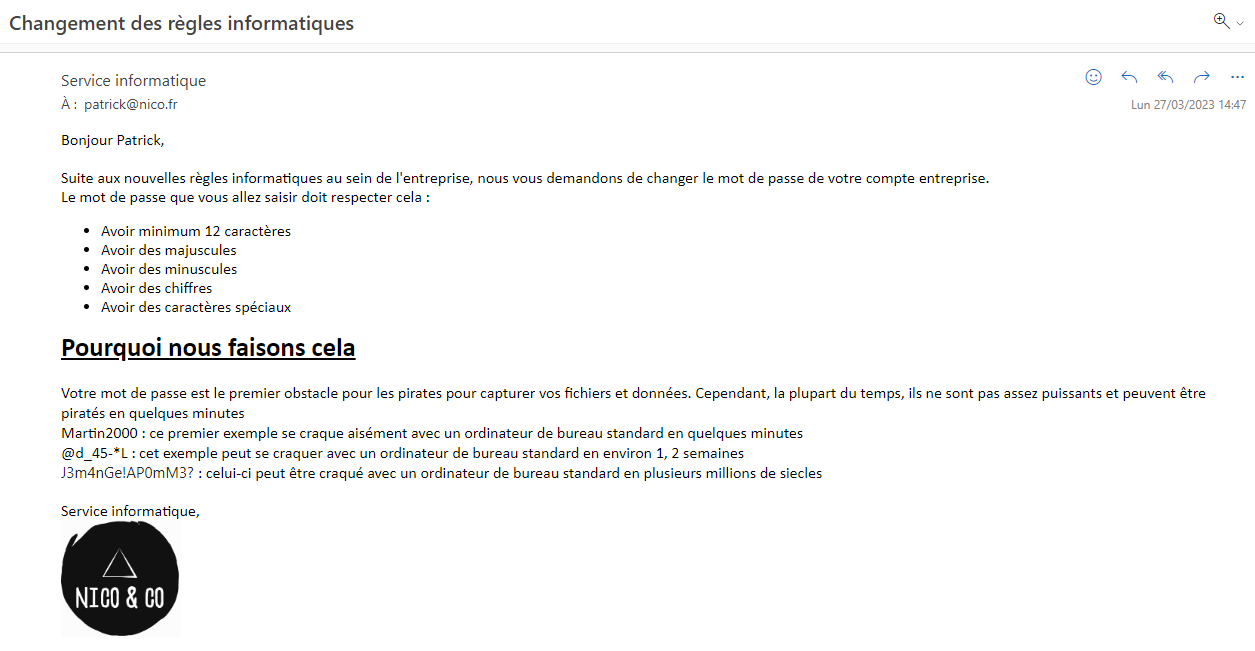 Changement des règles informatiques
Service informatique
À : patrick@nico.fr
Lun 27/03/2023 14:47
Bonjour Patrick,
Suite aux nouvelles règles informatiques au sein de l'entreprise, nous vous demandons de changer le mot de passe de votre compte entreprise.
Le mot de passe que vous allez saisir doit respecter cela :
• Avoir minimum 12 caractères
• Avoir des majuscules
• Avoir des minuscules
• Avoir des chiffres
• Avoir des caractères spéciaux
Pourquoi nous faisons cela
Votre mot de passe est le premier obstacle pour les pirates pour capturer vos fichiers et données. Cependant, la plupart du temps, ils ne sont pas assez puissants et peuvent être
piratés en quelques minutes
Martin2000 : ce premier exemple se craque aisément avec un ordinateur de bureau standard en quelques minutes
@d_45-*L : cet exemple peut se craquer avec un ordinateur de bureau standard en environ 1, 2 semaines
J3m4nGe!AP0mM3? : celui-ci peut être craqué avec un ordinateur de bureau standard en plusieurs millions de siecles
Service informatique,
NICO & CO